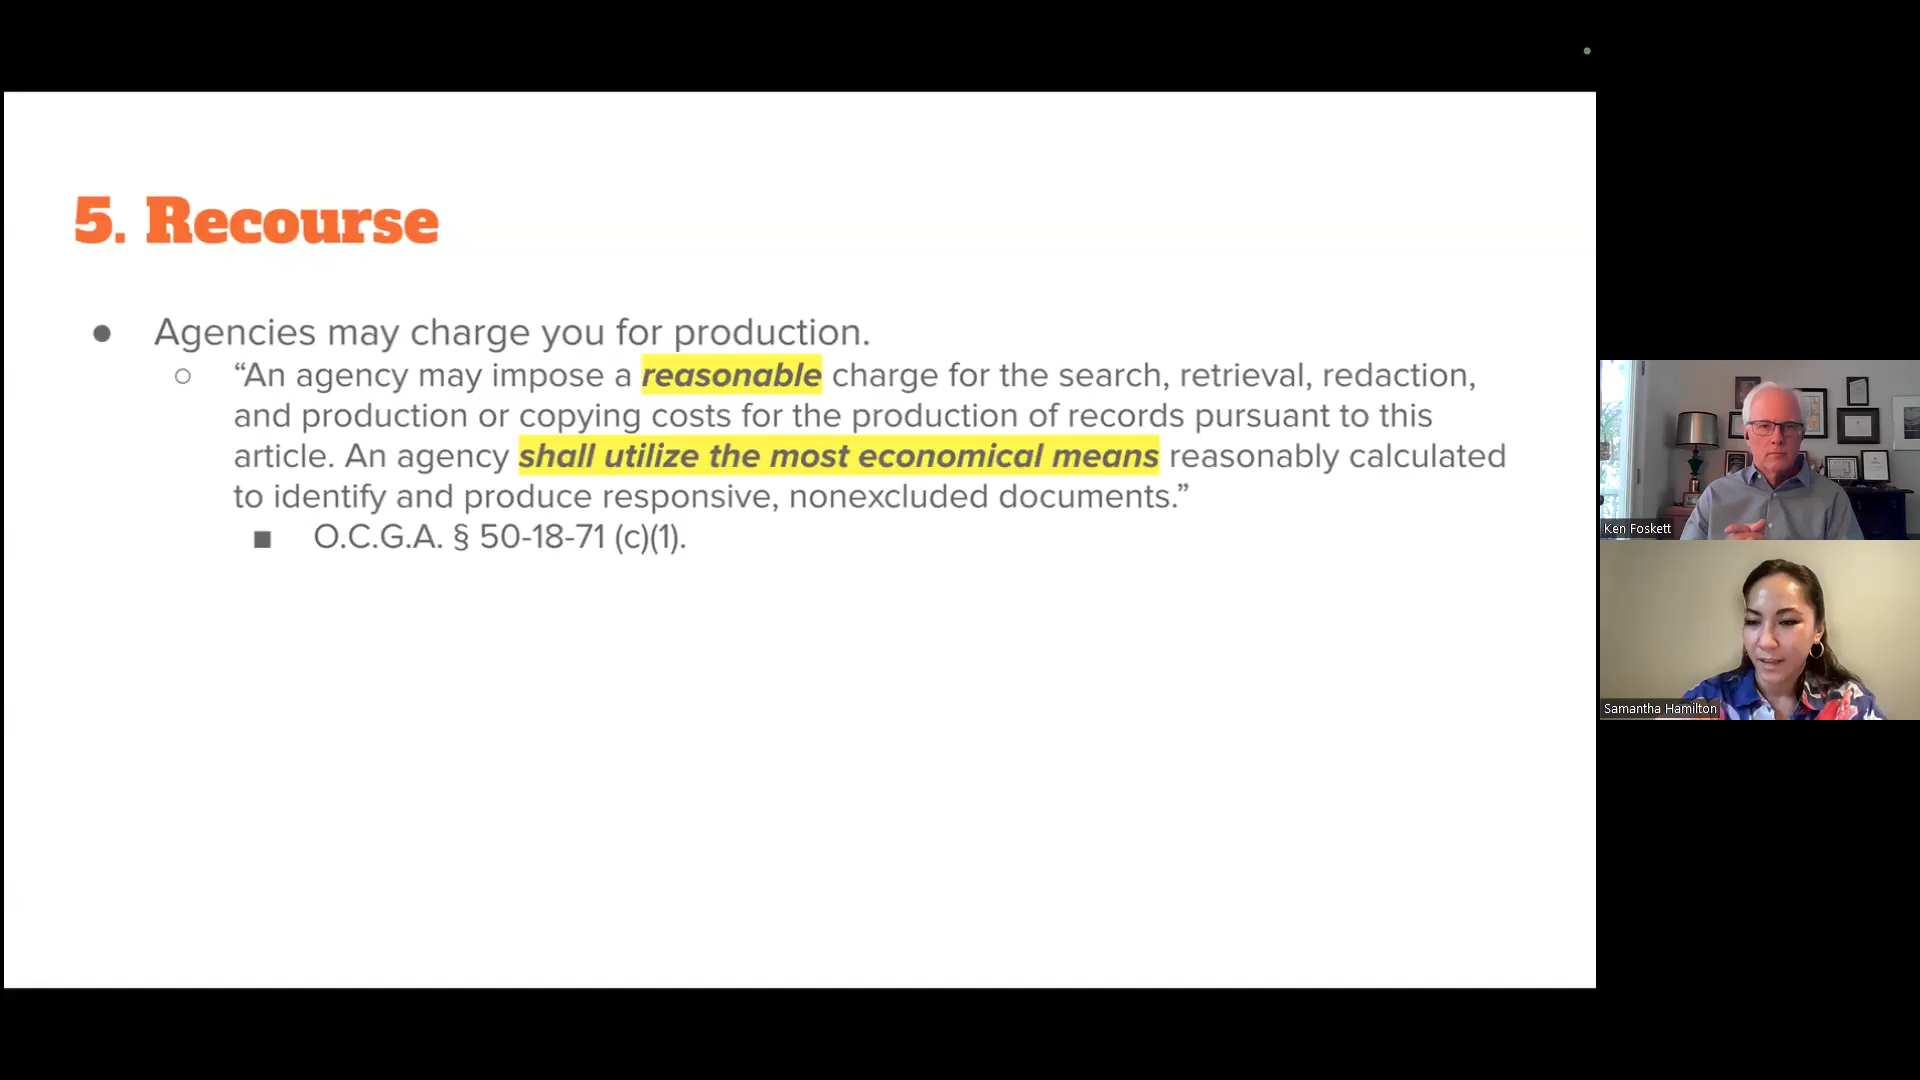 5. Recourse
● Agencies may charge you for production.
○ “An agency may impose a reasonable charge for the search, retrieval, redaction,
and production or copying costs for the production of records pursuant to this
article. An agency shall utilize the most economical means reasonably calculated
to identify and produce responsive, nonexcluded documents.”
■ O.C.G.A. § 50-18-71 (c)(1).
Ken Foskett
Samantha Hamilton